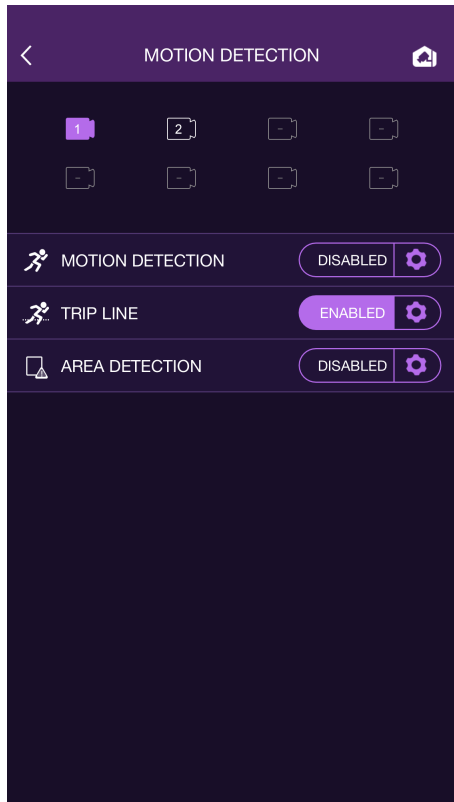 MOTION DETECTION
1 2 - -
- - - -
MOTION DETECTION DISABLED
TRIP LINE ENABLED
AREA DETECTION DISABLED